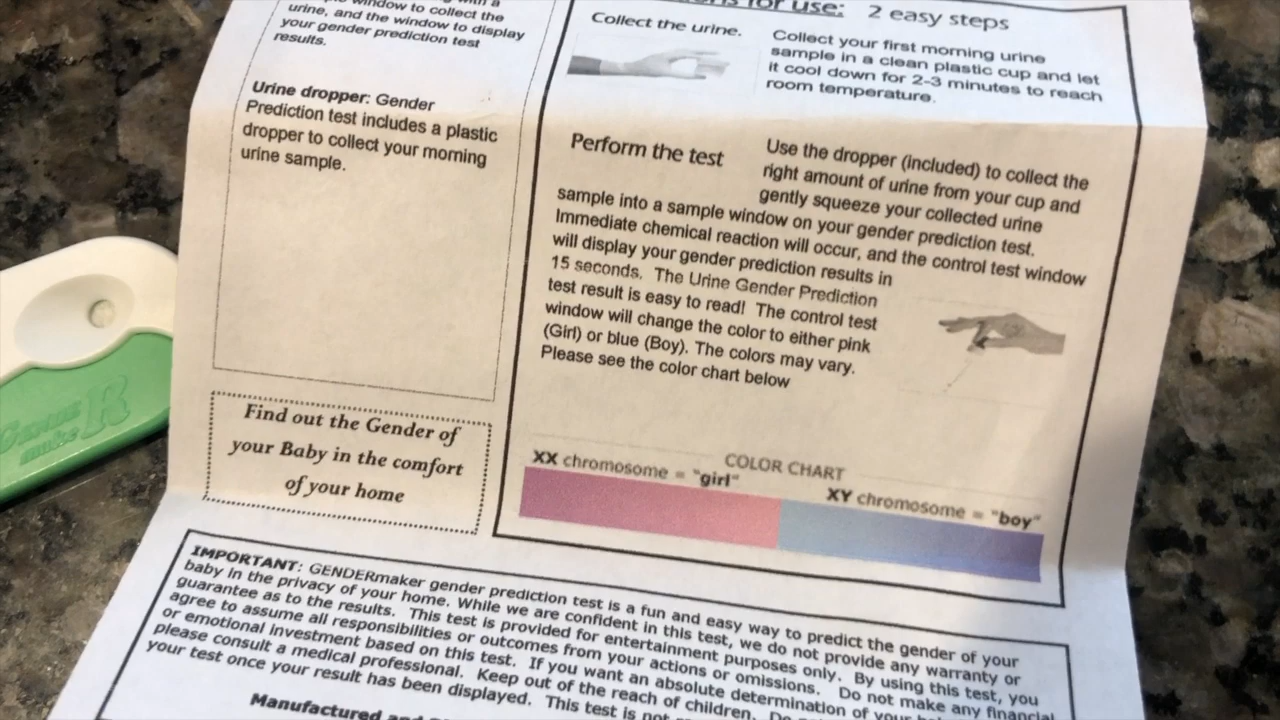 window to collect the
urine, and the window to display
your gender prediction test
results.
Urine dropper: Gender
Prediction test includes a plastic
dropper to collect your morning
urine sample.
Find out the Gender of
your Baby in the comfort
of your home
for use: 2 easy steps
Collect the urine.
Collect your first morning urine
sample in a clean plastic cup and let
it cool down for 2-3 minutes to reach
room temperature.
Perform the test
Use the dropper (included) to collect the
right amount of urine from your cup and
gently squeeze your collected urine
sample into a sample window on your gender prediction test.
Immediate chemical reaction will occur, and the control test window
will display your gender prediction results in
15 seconds. The Urine Gender Prediction
test result is easy to read! The control test
window will change the color to either pink
(Girl) or blue (Boy). The colors may vary.
Please see the color chart below
COLOR CHART
XX chromosome = "girl"
XY chromosome = "boy"
IMPORTANT: GENDERmaker gender prediction test is a fun and easy way to predict the gender of your
baby in the privacy of your home. While we are confident in this test, we do not provide any warranty or
guarantee as to the results. This test is provided for entertainment purposes only. By using this test, you
agree to assume all responsibilities or outcomes from your actions or omissions. Do not make any financial
or emotional investment based on this test. If you want an absolute determination of your
please consult a medical professional. Keep out of the reach of children.
your test once your result has been displayed. This test is not
Manufactured and